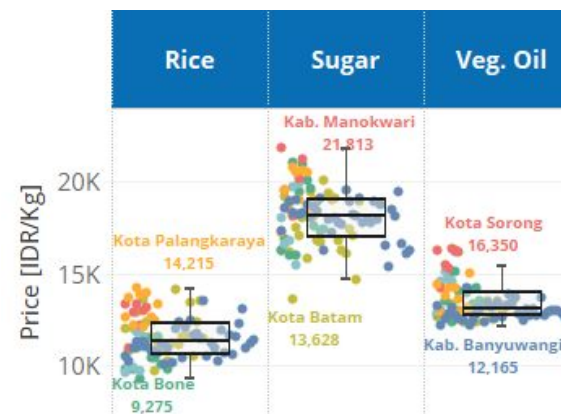 Rice
Sugar
Veg. Oil
Price [IDR/Kg]
20K
15K
10K
Kota Palangkaraya
14,215
Kota Bone
9,275
Kab. Manokwari
21,813
Kota Batam
13,628
Kota Sorong
16,350
Kab. Banyuwangi
12,165